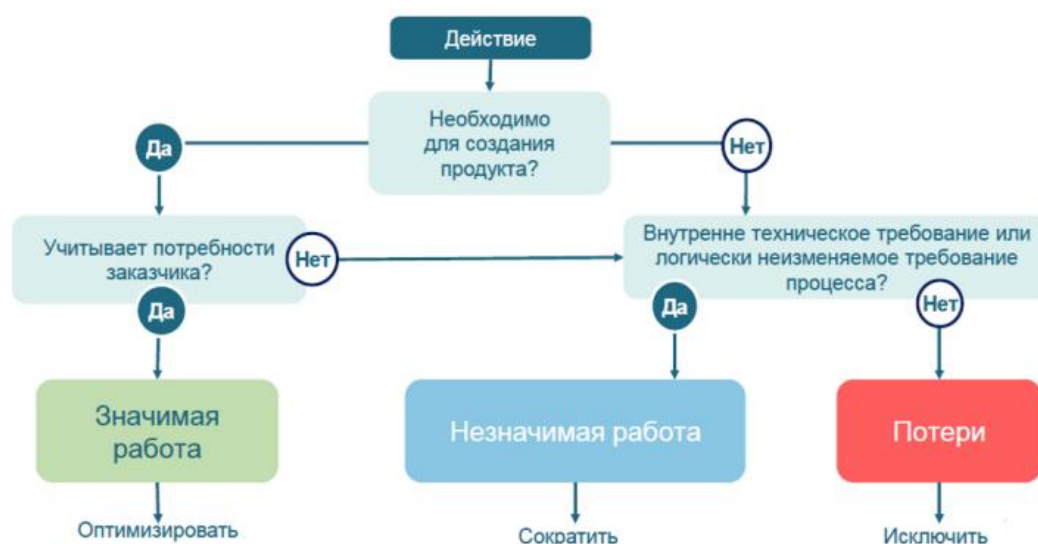 Действие
Необходимо
для создания
продукта?
Да
Нет
Учитывает потребности
заказчика?
Нет
Внутренне техническое требование или
логически неизменяемое требование
процесса?
Да
Да
Нет
Значимая
работа
Незначимая работа
Потери
Оптимизировать
Сократить
Исключить